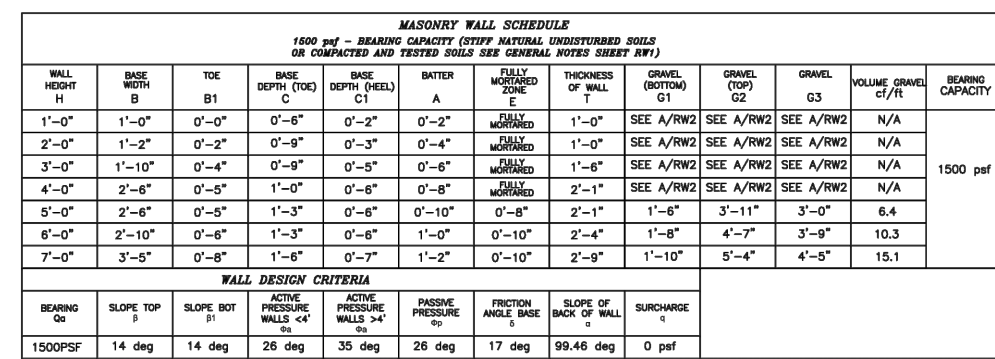 MASONRY WALL SCHEDULE
1500 psf – BEARING CAPACITY (STIFF NATURAL UNDISTURBED SOILS
OR COMPACTED AND TESTED SOILS SEE GENERAL NOTES SHEET RW1)
WALL HEIGHT H BASE WIDTH B TOE B1 BASE DEPTH (TOE) C BASE DEPTH (HEEL) C1 BATTER A FULLY MORTARED ZONE E THICKNESS OF WALL T GRAVEL (BOTTOM) G1 GRAVEL (TOP) G2 GRAVEL G3 VOLUME GRAVEL cf/ft BEARING CAPACITY
1'-0" 1'-0" 0'-0" 0'-6" 0'-2" 0'-2" FULLY MORTARED 1'-0" SEE A/RW2 SEE A/RW2 SEE A/RW2 N/A
2'-0" 1'-2" 0'-2" 0'-9" 0'-3" 0'-4" FULLY MORTARED 1'-0" SEE A/RW2 SEE A/RW2 SEE A/RW2 N/A
3'-0" 1'-10" 0'-4" 0'-9" 0'-5" 0'-6" FULLY MORTARED 1'-6" SEE A/RW2 SEE A/RW2 SEE A/RW2 N/A
1500 psf
4'-0" 2'-6" 0'-5" 1'-0" 0'-6" 0'-8" FULLY MORTARED 2'-1" SEE A/RW2 SEE A/RW2 SEE A/RW2 N/A
5'-0" 2'-6" 0'-5" 1'-3" 0'-6" 0'-10" 0'-8" 2'-1" 1'-6" 3'-11" 3'-0" 6.4
6'-0" 2'-10" 0'-6" 1'-3" 0'-6" 1'-0" 0'-10" 2'-4" 1'-8" 4'-7" 3'-9" 10.3
7'-0" 3'-5" 0'-8" 1'-6" 0'-7" 1'-2" 0'-10" 2'-9" 1'-10" 5'-4" 4'-5" 15.1
WALL DESIGN CRITERIA
BEARING Qa SLOPE TOP β SLOPE BOT β1 ACTIVE PRESSURE WALLS <4' Φa ACTIVE PRESSURE WALLS >4' Φa PASSIVE PRESSURE Φp FRICTION ANGLE BASE δ SLOPE OF BACK OF WALL α SURCHARGE q
1500PSF 14 deg 14 deg 26 deg 35 deg 26 deg 17 deg 99.46 deg 0 psf